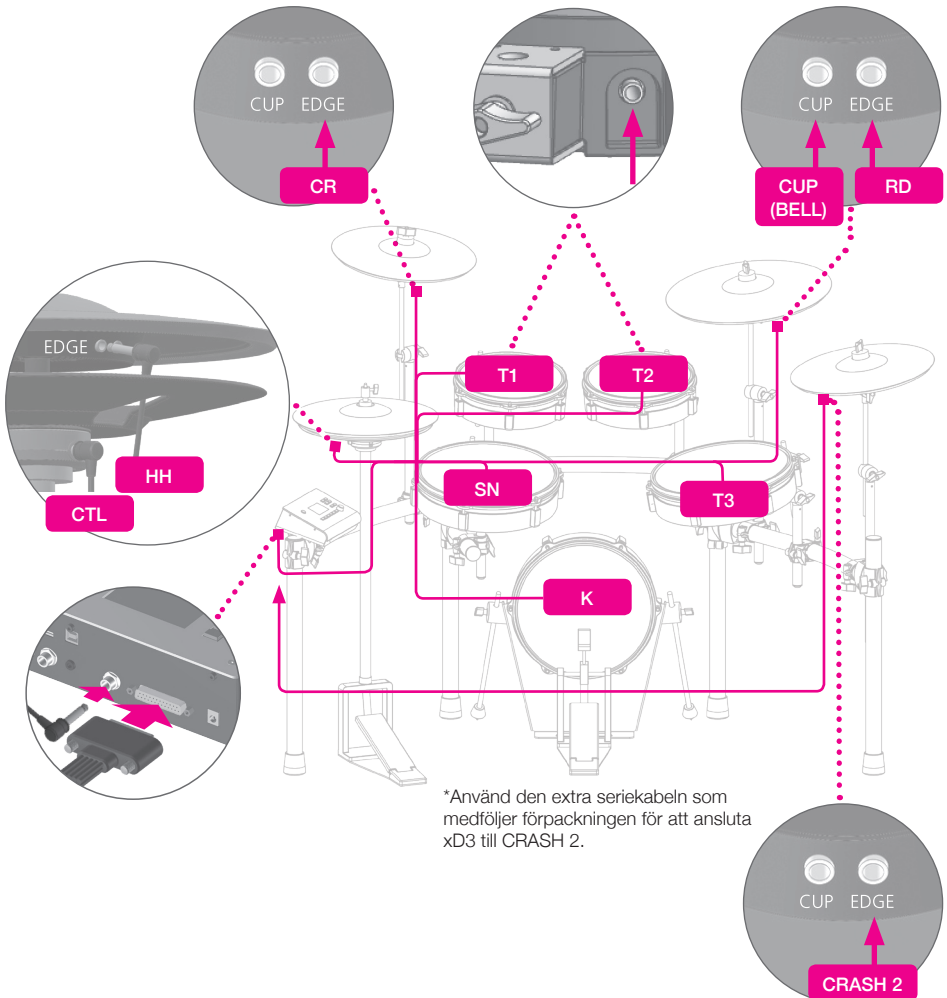 CUP EDGE
CR
CUP EDGE
CUP
(BELL)
RD
EDGE
HH
CTL
T1
T2
SN
T3
K
*Använd den extra seriekabeln som
medföljer förpackningen för att ansluta
xD3 till CRASH 2.
CUP EDGE
CRASH 2